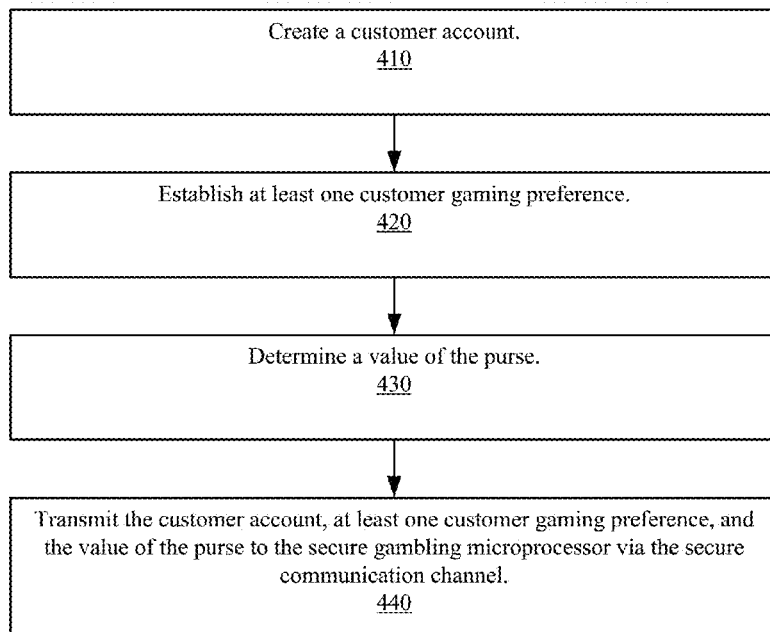 Create a customer account.
410
Establish at least one customer gaming preference.
420
Determine a value of the purse.
430
Transmit the customer account, at least one customer gaming preference, and
the value of the purse to the secure gambling microprocessor via the secure
communication channel.
440